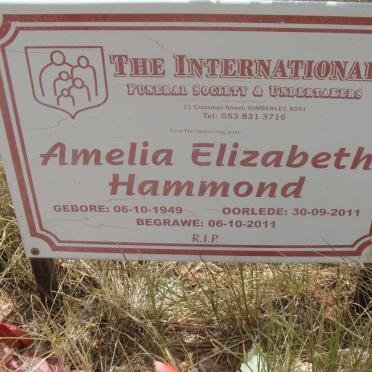 THE INTERNATIONAL
FUNERAL SOCIETY & UNDERTAKERS
11 Crossman Street, KIMBERLEY, 8301
Tel: 053 831 3716
Ter Herinnering aan
Amelia Elizabeth
Hammond
GEBORE: 06-10-1949 OORLEDE: 30-09-2011
BEGRAWE: 06-10-2011
R.I.P.